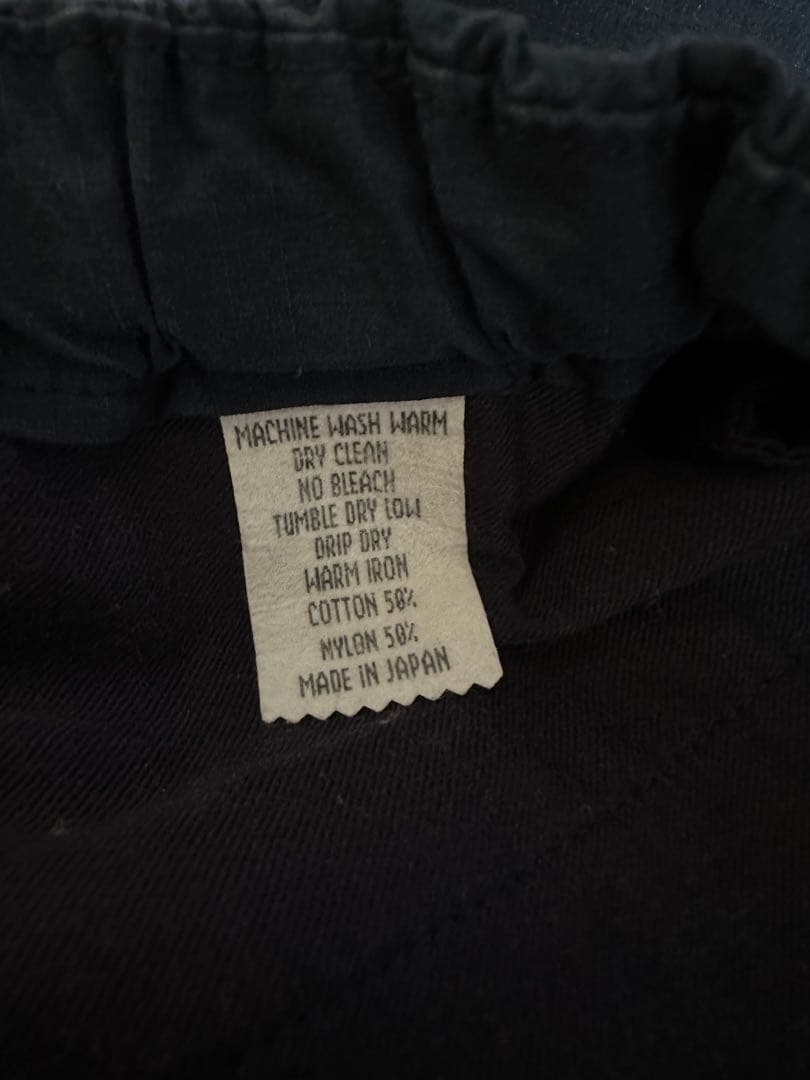 MACHINE WASH WARM
DRY CLEAN
NO BLEACH
TUMBLE DRY LOW
DRIP DRY
WARM IRON
COTTON 50%
NYLON 50%
MADE IN JAPAN